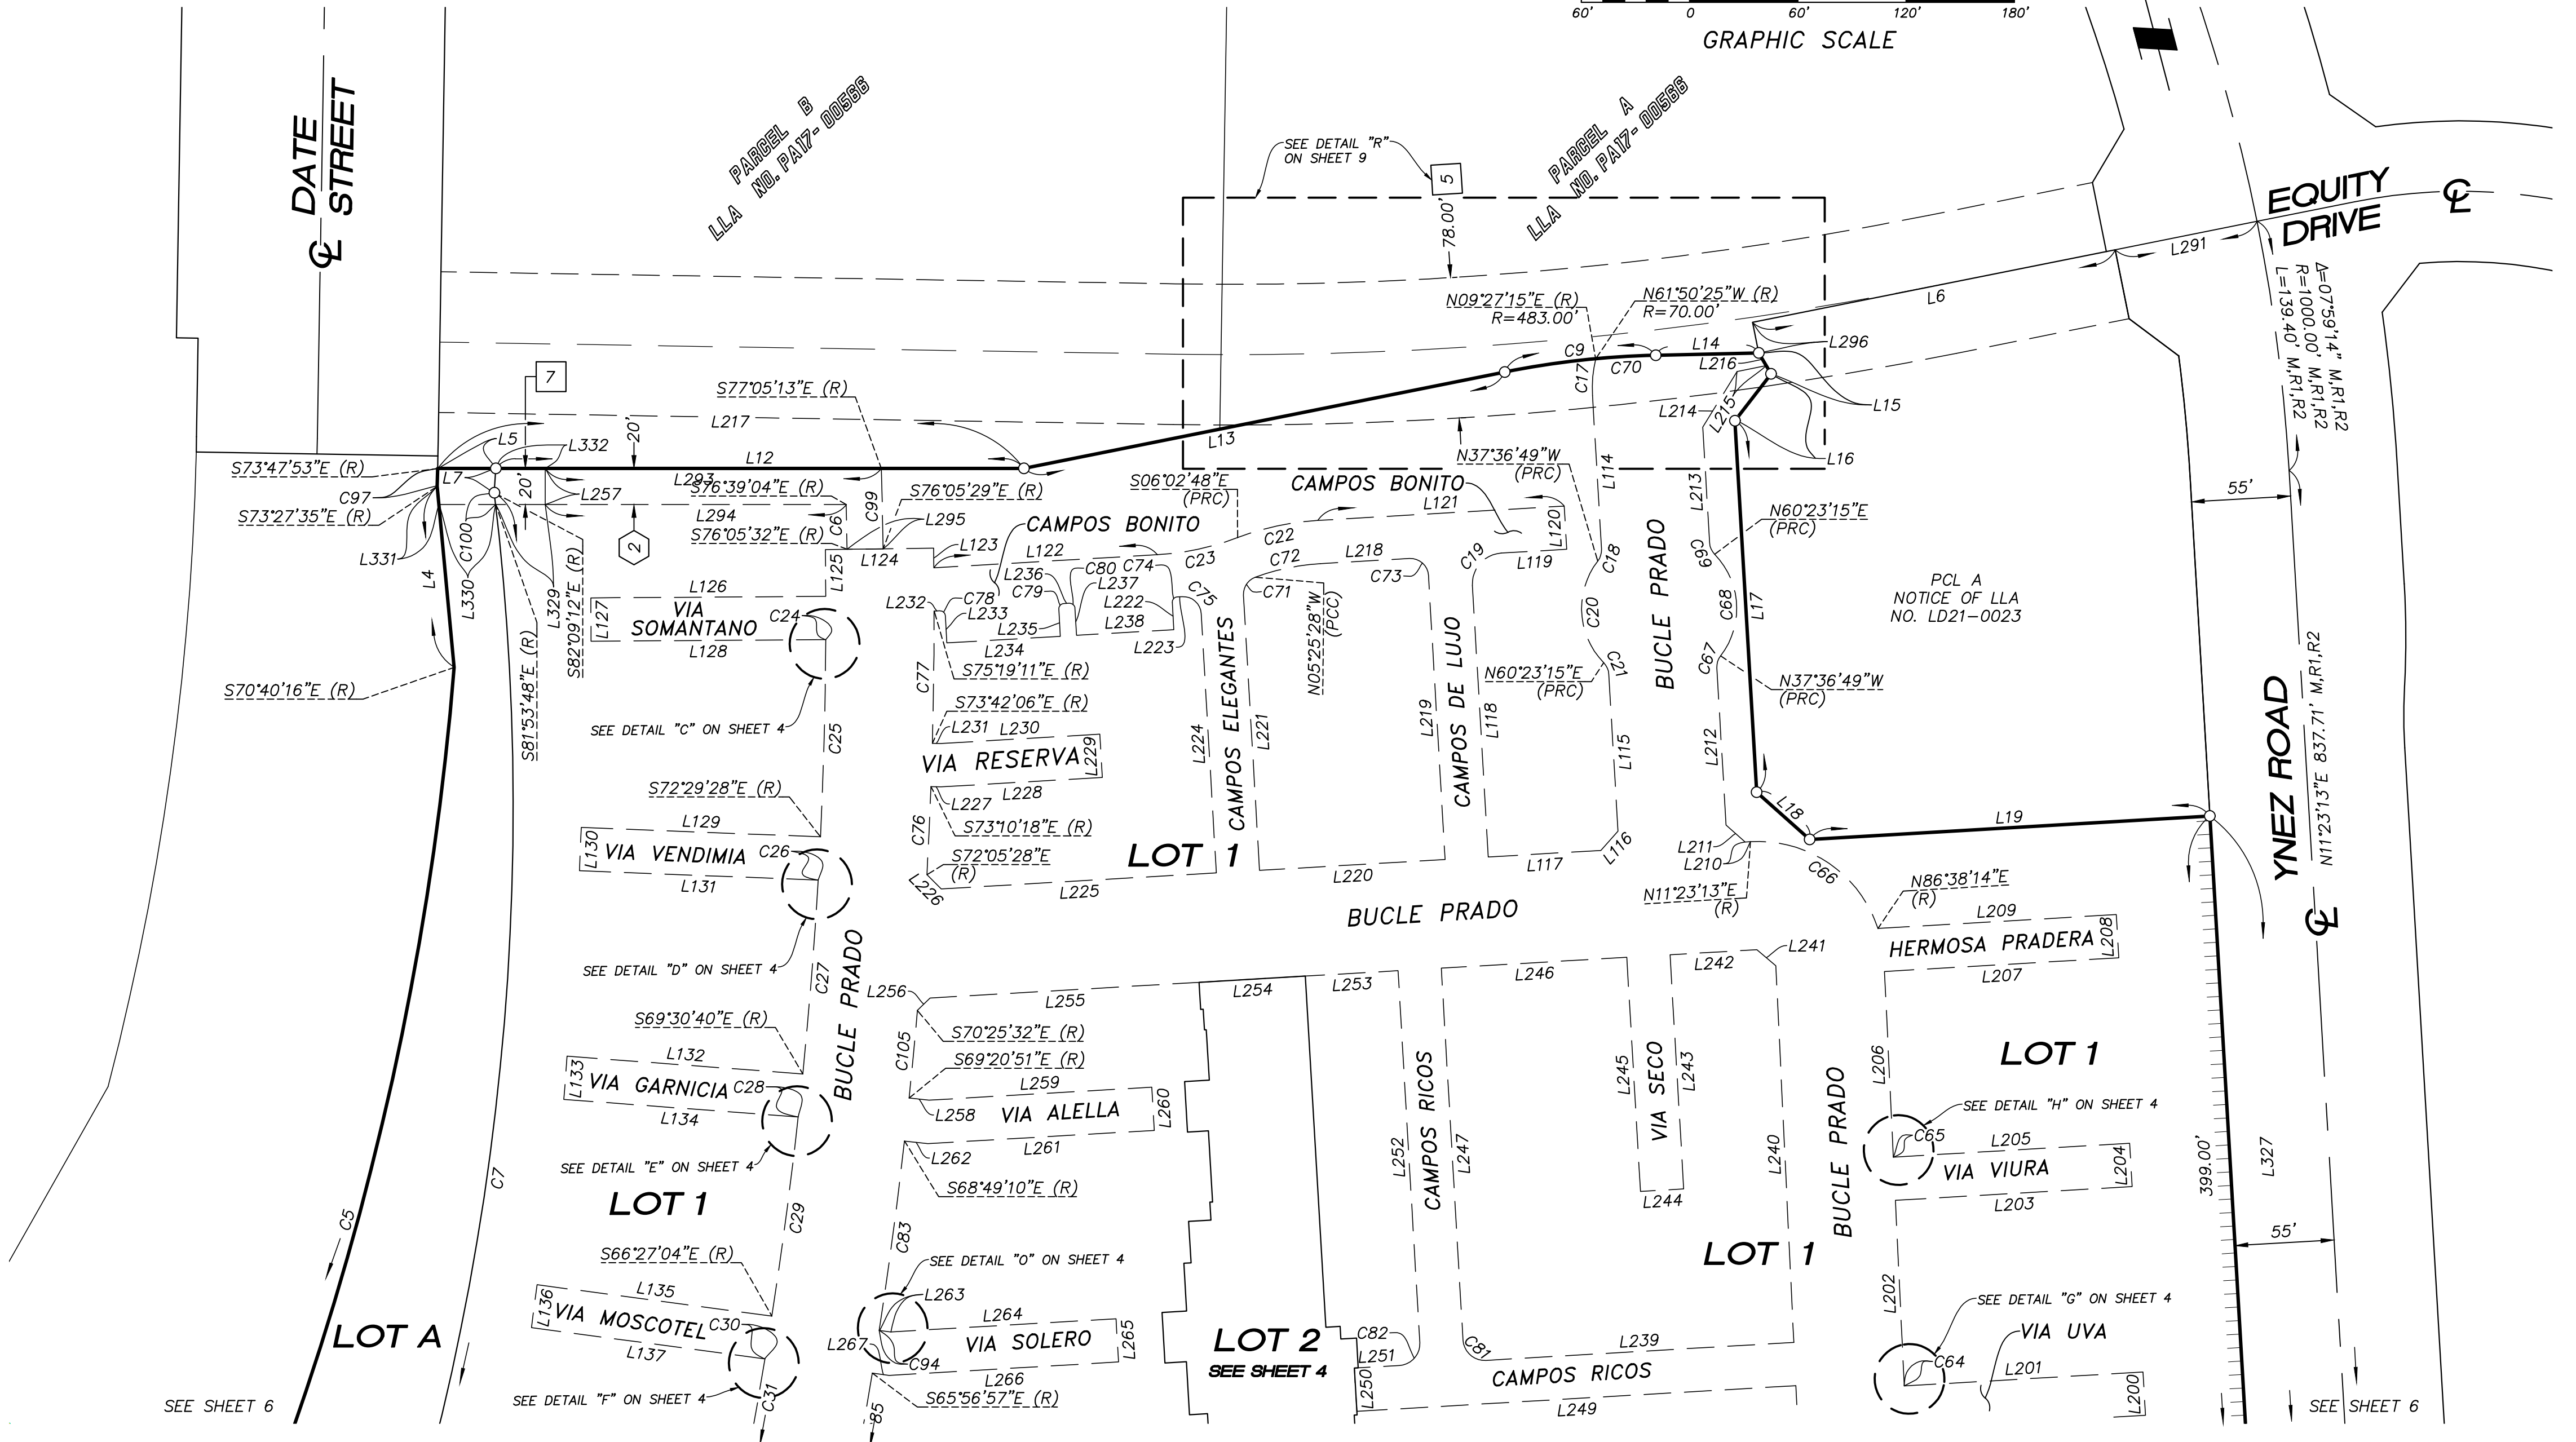 60'
0
60'
120'
180'
GRAPHIC SCALE
DATE
STREET
℄
PARCEL B
LLA NO. PA17-00566
PARCEL A
LLA NO. PA17-00566
SEE DETAIL "R"
ON SHEET 9
5
78.00'
EQUITY
DRIVE
℄
L291
L6
Δ=07°59'14" M,R1,R2
R=1000.00' M,R1,R2
L=139.40' M,R1,R2
N09°27'15"E (R)
R=483.00'
N61°50'25"W (R)
R=70.00'
C9
C70
L14
L216
L296
C17
L15
L214
L215
L16
7
S77°05'13"E (R)
L217
20'
L5
L332
L12
L13
S73°47'53"E (R)
L7
20'
L293
C97
S73°27'35"E (R)
L257
S76°39'04"E (R)
L294
C6
C99
S76°05'29"E (R)
L295
S76°05'32"E (R)
S06°02'48"E
(PRC)
CAMPOS BONITO
L121
L120
N37°36'49"W
(PRC)
L114
L213
55'
CAMPOS BONITO
L331
C100
2
L123
L124
L125
L122
C23
C22
C72
L218
C73
C19
L119
C18
C69
N60°23'15"E
(PRC)
L4
L330
L329
S82°09'12"E (R)
S81°53'48"E (R)
L126
L127
VIA
SOMANTANO
L128
C24
L232
C78
L233
L236
C79
C80
C74
L237
L222
L235
L238
L234
L223
C75
C71
C20
C68
L17
PCL A
NOTICE OF LLA
NO. LD21-0023
BUCLE PRADO
S70°40'16"E (R)
C77
S75°19'11"E (R)
N05°25'28"W
(PCC)
N60°23'15"E
(PRC)
C21
C67
N37°36'49"W
(PRC)
SEE DETAIL "C" ON SHEET 4
C25
S73°42'06"E (R)
L231
L230
VIA RESERVA
L229
L224
CAMPOS ELEGANTES
L221
L219
CAMPOS DE LUJO
L118
L115
L212
YNEZ ROAD
N11°23'13"E 837.71' M,R1,R2
℄
S72°29'28"E (R)
L227
L228
L129
L130
VIA VENDIMIA
C26
L131
C76
S73°10'18"E (R)
S72°05'28"E
(R)
L226
L225
LOT 1
L220
L117
L116
L18
L19
L211
L210
N11°23'13"E
(R)
C66
N86°38'14"E
(R)
L209
HERMOSA PRADERA
L208
L207
BUCLE PRADO
SEE DETAIL "D" ON SHEET 4
C27
BUCLE PRADO
L256
L255
L254
L253
L246
L242
L241
S69°30'40"E (R)
S70°25'32"E (R)
C105
S69°20'51"E (R)
L132
L133
VIA GARNICIA
C28
L134
L259
L258
VIA ALELLA
L260
L261
L262
S68°49'10"E (R)
SEE DETAIL "E" ON SHEET 4
L252
CAMPOS RICOS
L247
L245
VIA SECO
L243
L244
L240
BUCLE PRADO
L206
LOT 1
SEE DETAIL "H" ON SHEET 4
C65
L205
VIA VIURA
L204
L203
399.00'
L327
C7
C5
LOT 1
C29
C83
S66°27'04"E (R)
SEE DETAIL "O" ON SHEET 4
LOT 1
55'
L135
L136
VIA MOSCOTEL
C30
L137
L263
L264
VIA SOLERO
L265
L267
C94
L266
S65°56'57"E (R)
LOT 2
SEE SHEET 4
C82
L251
L250
C81
L239
CAMPOS RICOS
L249
L202
SEE DETAIL "G" ON SHEET 4
VIA UVA
C64
L201
L200
LOT A
SEE SHEET 6
SEE DETAIL "F" ON SHEET 4
C31
85
SEE SHEET 6